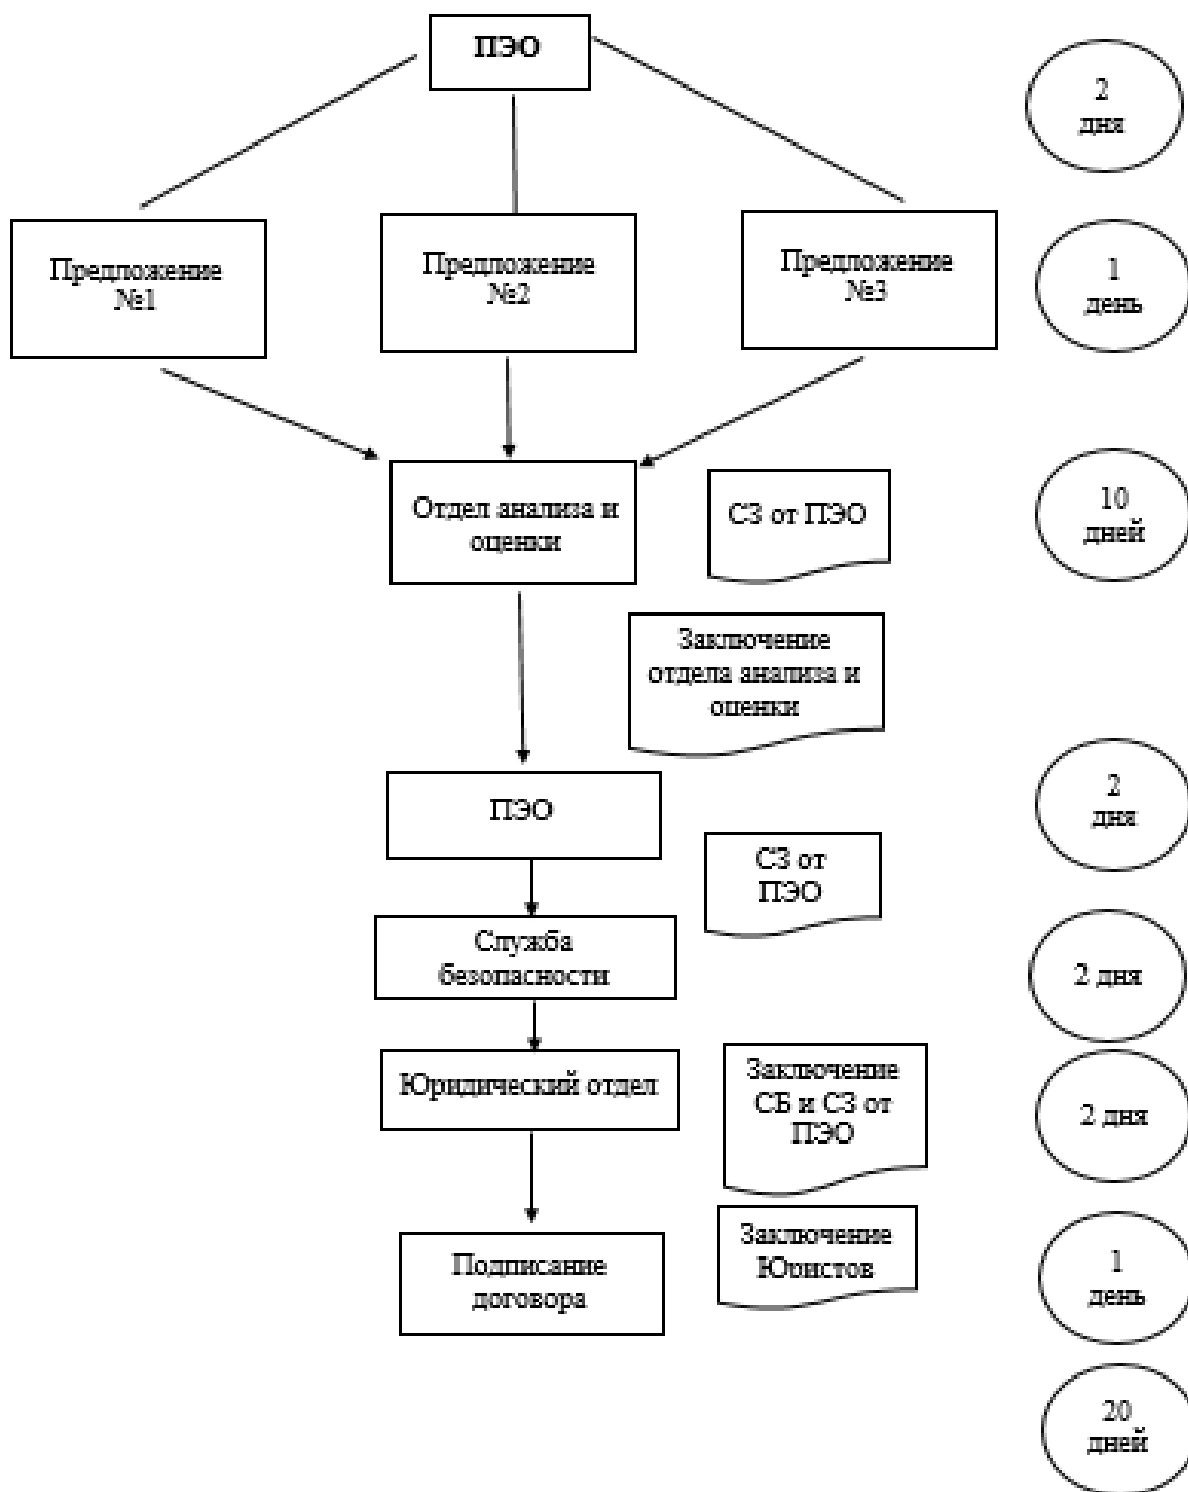 ПЭО
2
дня
Предложение
№1
Предложение
№2
Предложение
№3
1
день
Отдел анализа и
оценки
СЗ от ПЭО
10
дней
Заключение
отдела анализа и
оценки
ПЭО
2
дня
СЗ от
ПЭО
Служба
безопасности
2 дня
Юридический отдел
Заключение
СБ и СЗ от
ПЭО
2 дня
Подписание
договора
Заключение
Юристов
1
день
20
дней